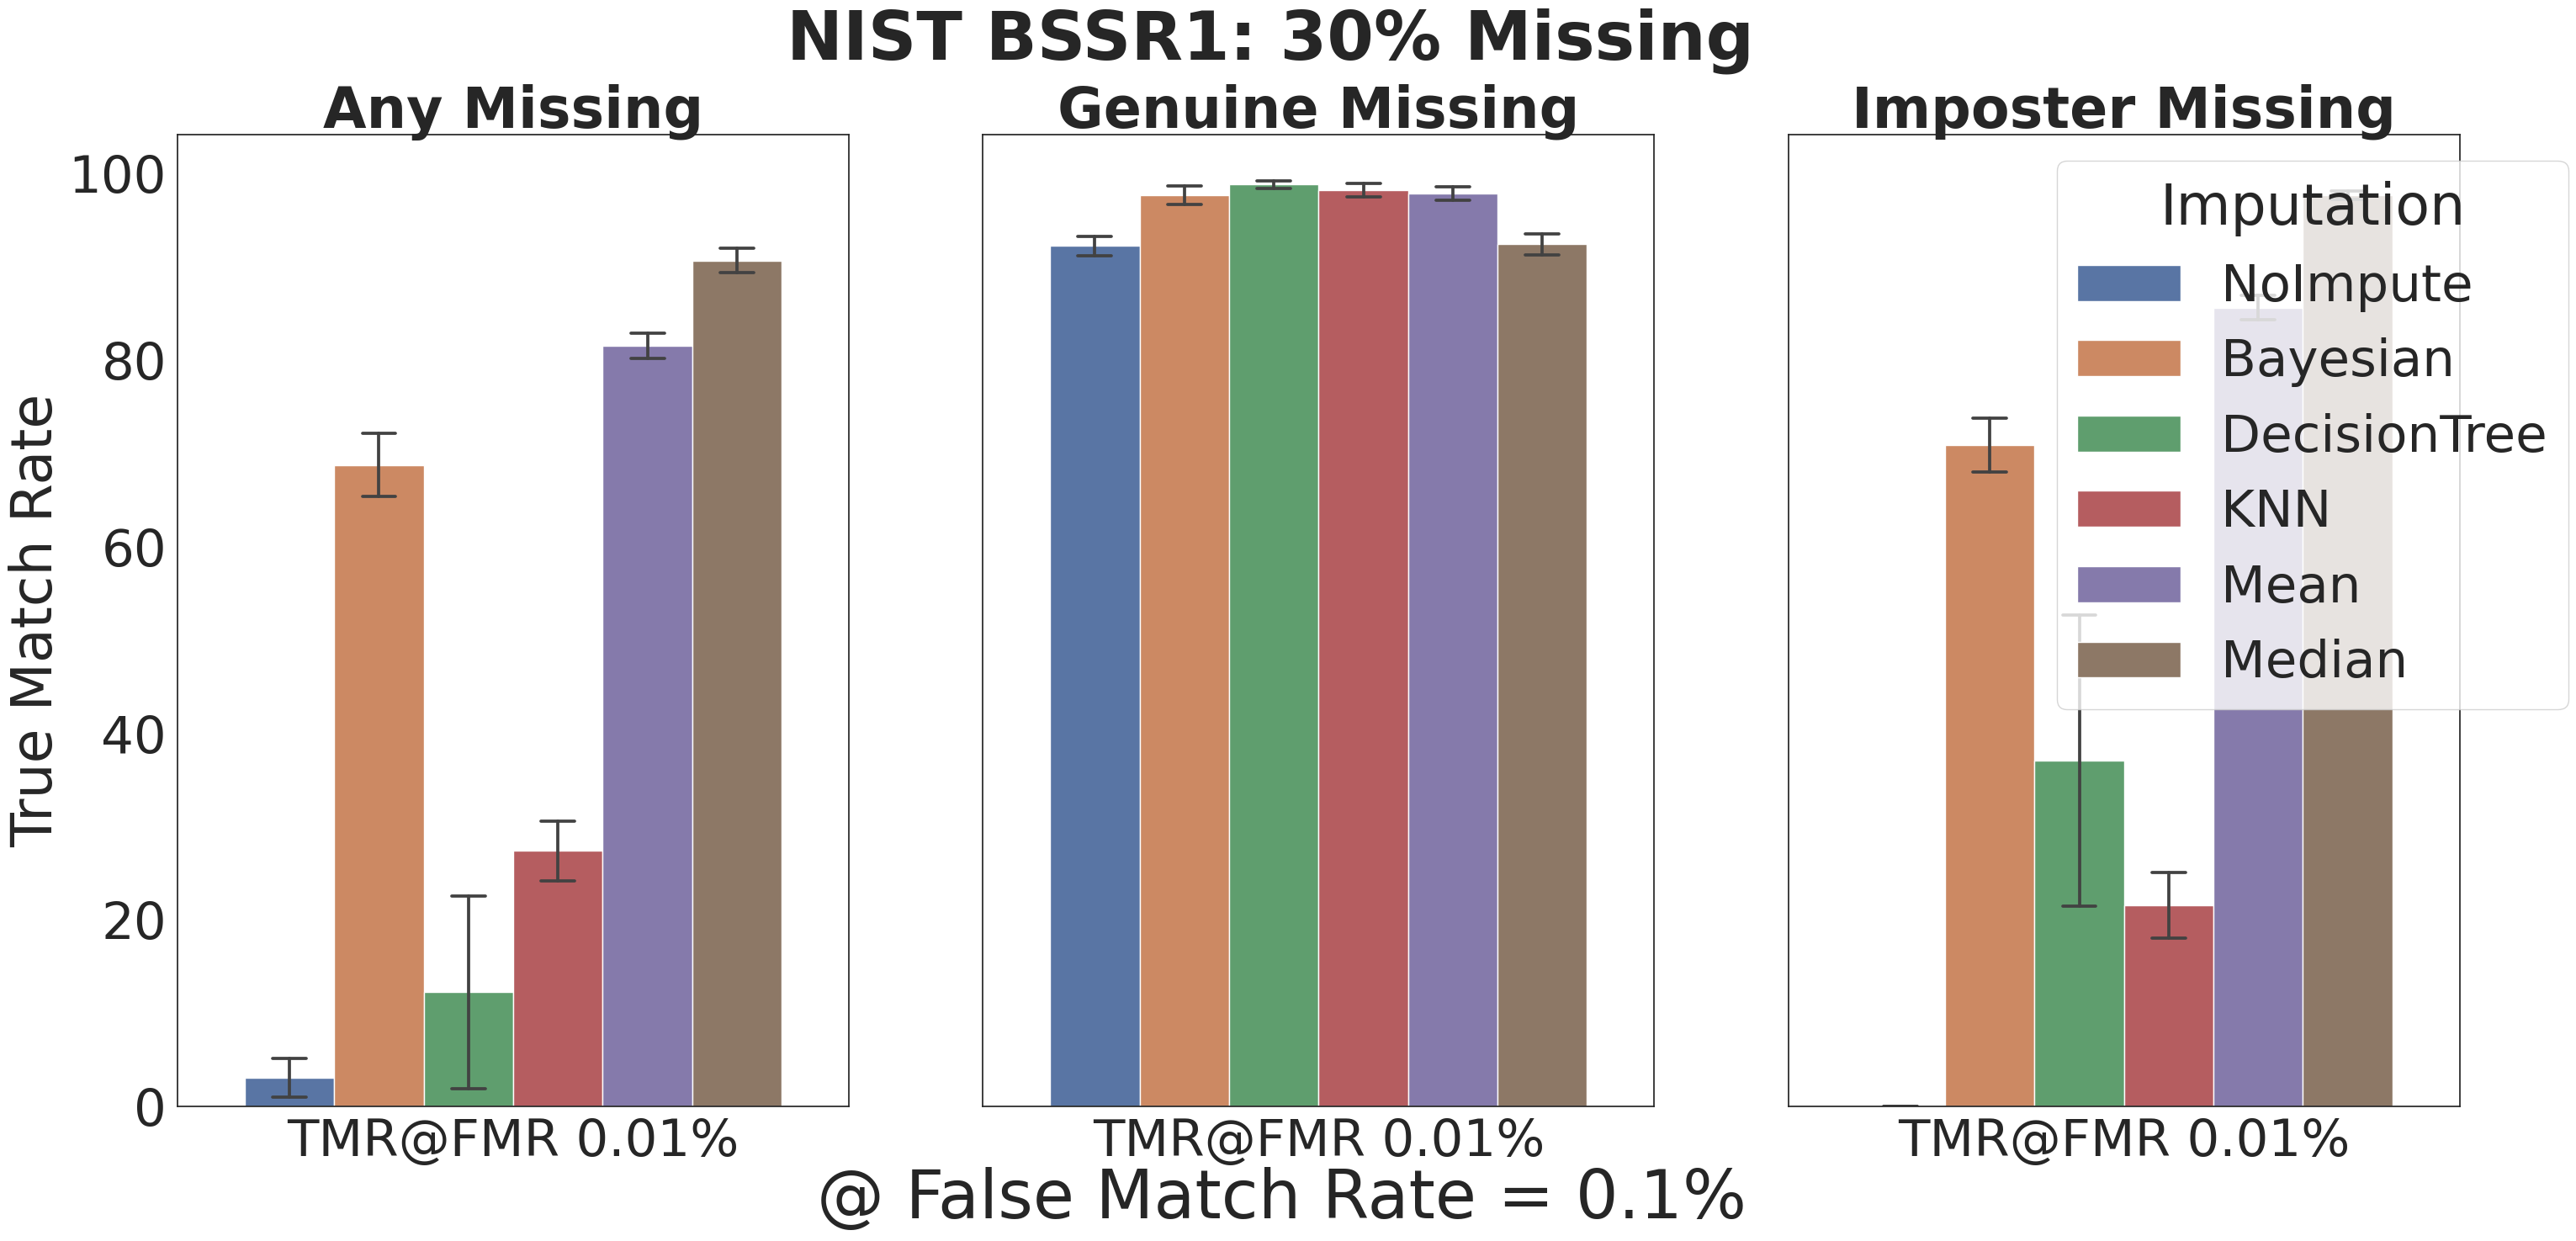 NIST BSSR1: 30% Missing
Any Missing
Genuine Missing
Imposter Missing
True Match Rate
100
80
60
40
20
0
Imputation
NoImpute
Bayesian
DecisionTree
KNN
Mean
Median
TMR@FMR 0.01%
TMR@FMR 0.01%
TMR@FMR 0.01%
@ False Match Rate = 0.1%